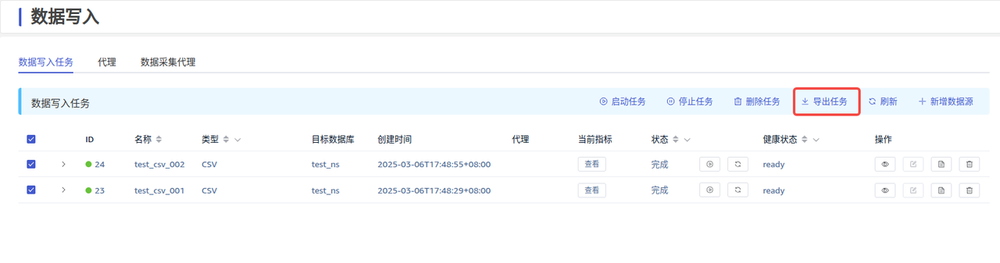 数据写入
数据写入任务 代理 数据采集代理
数据写入任务 启动任务 停止任务 删除任务 导出任务 刷新 新增数据源
ID 名称 类型 目标数据库 创建时间 代理 当前指标 状态 健康状态 操作
24 test_csv_002 CSV test_ns 2025-03-06T17:48:55+08:00 查看 完成 ready
23 test_csv_001 CSV test_ns 2025-03-06T17:48:29+08:00 查看 完成 ready